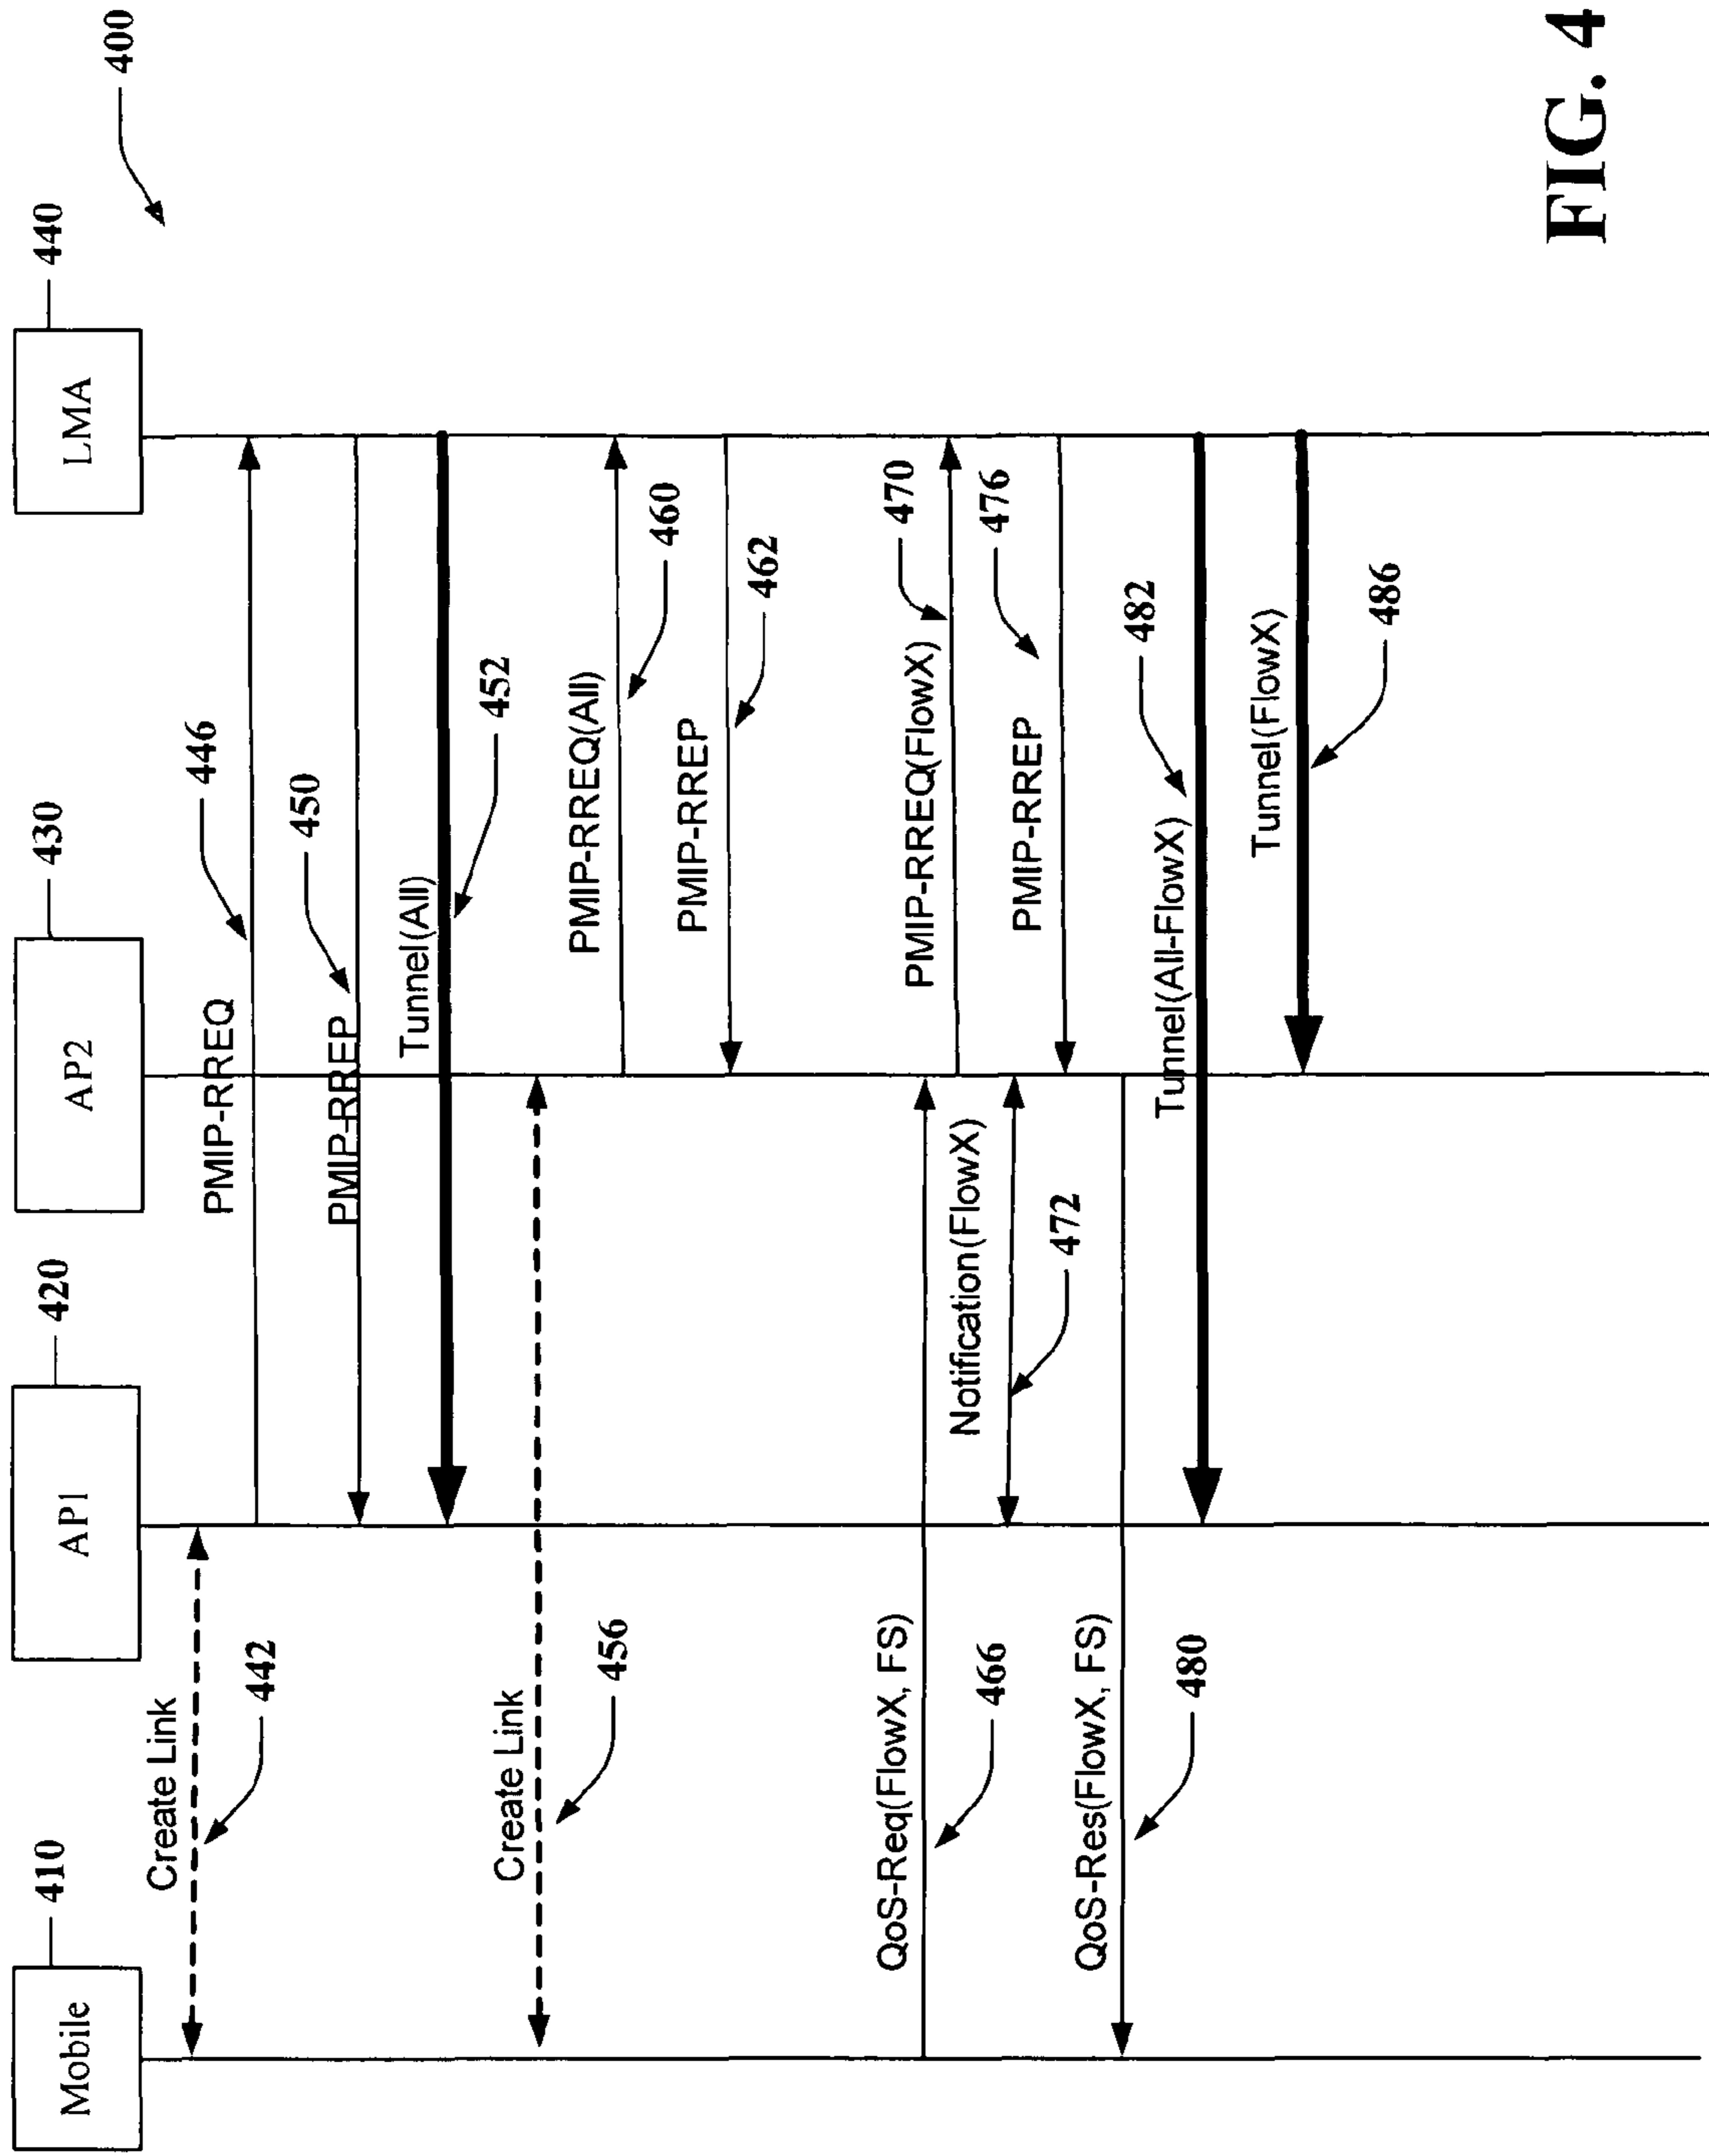 400
Mobile
410
AP1
420
AP2
430
LMA
440
Create Link
442
PMIP-RREQ
446
PMIP-RREP
450
Tunnel(All)
452
Create Link
456
PMIP-RREQ(All)
460
PMIP-RREP
462
QoS-Req(FlowX, FS)
466
PMIP-RREQ(FlowX)
470
Notification(FlowX)
472
PMIP-RREP
476
QoS-Res(FlowX, FS)
480
Tunnel(All-FlowX)
482
Tunnel(FlowX)
486
FIG. 4